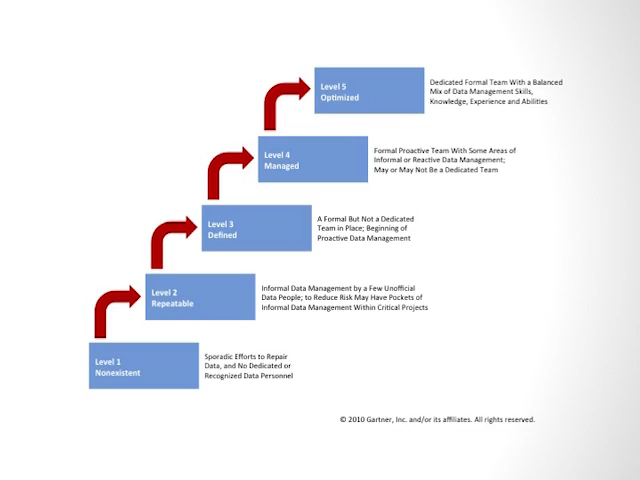 Level 5
Optimized
Dedicated Formal Team With a Balanced
Mix of Data Management Skills,
Knowledge, Experience and Abilities
Level 4
Managed
Formal Proactive Team With Some Areas of
Informal or Reactive Data Management;
May or May Not Be a Dedicated Team
Level 3
Defined
A Formal But Not a Dedicated
Team in Place; Beginning of
Proactive Data Management
Level 2
Repeatable
Informal Data Management by a Few Unofficial
Data People; to Reduce Risk May Have Pockets of
Informal Data Management Within Critical Projects
Level 1
Nonexistent
Sporadic Efforts to Repair
Data, and No Dedicated or
Recognized Data Personnel
© 2010 Gartner, Inc. and/or its affiliates. All rights reserved.